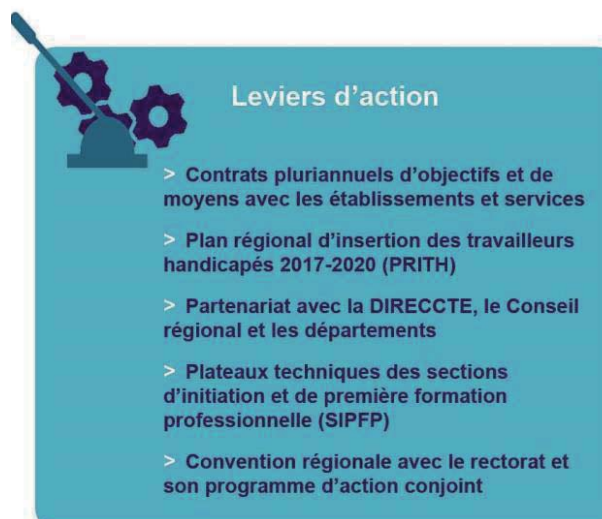 Leviers d’action
> Contrats pluriannuels d’objectifs et de
moyens avec les établissements et services
> Plan régional d’insertion des travailleurs
handicapés 2017-2020 (PRITH)
> Partenariat avec la DIRECCTE, le Conseil
régional et les départements
> Plateaux techniques des sections
d’initiation et de première formation
professionnelle (SIPFP)
> Convention régionale avec le rectorat et
son programme d’action conjoint